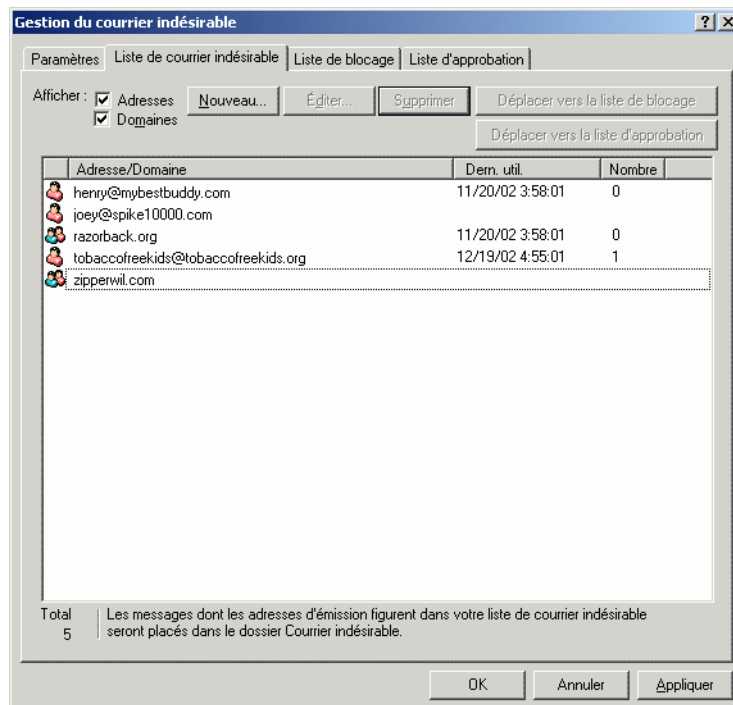 Gestion du courrier indésirable
Paramètres Liste de courrier indésirable Liste de blocage Liste d'approbation
Afficher : Adresses Nouveau... Éditer... Supprimer Déplacer vers la liste de blocage
Domaines Déplacer vers la liste d'approbation
Adresse/Domaine Dern. util. Nombre
henry@mybestbuddy.com 11/20/02 3:58:01 0
joey@spike10000.com
razorback.org 11/20/02 3:58:01 0
tobaccofreekids@tobaccofreekids.org 12/19/02 4:55:01 1
zipperwil.com
Total Les messages dont les adresses d'émission figurent dans votre liste de courrier indésirable
5 seront placés dans le dossier Courrier indésirable.
OK Annuler Appliquer